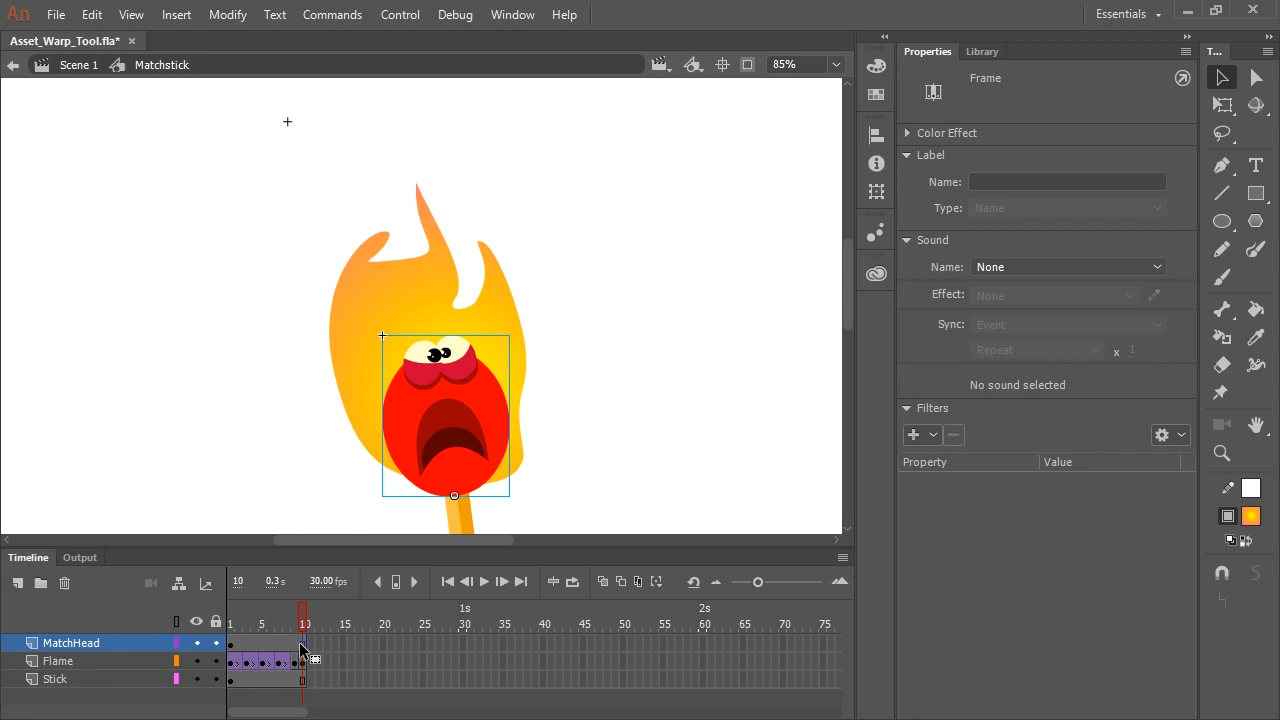 An File Edit View Insert Modify Text Commands Control Debug Window Help Essentials
Asset_Warp_Tool.fla* ×
Scene 1 Matchstick 85%
Properties Library T...
Frame
Color Effect
Label
Name:
Type: Name
Sound
Name: None
Effect: None
Sync: Event
Repeat x 1
No sound selected
Filters
Property Value
Timeline Output
10 0.3 s 30.00 fps
1s 2s
1 5 10 15 20 25 30 35 40 45 50 55 60 65 70 75
MatchHead
Flame
Stick